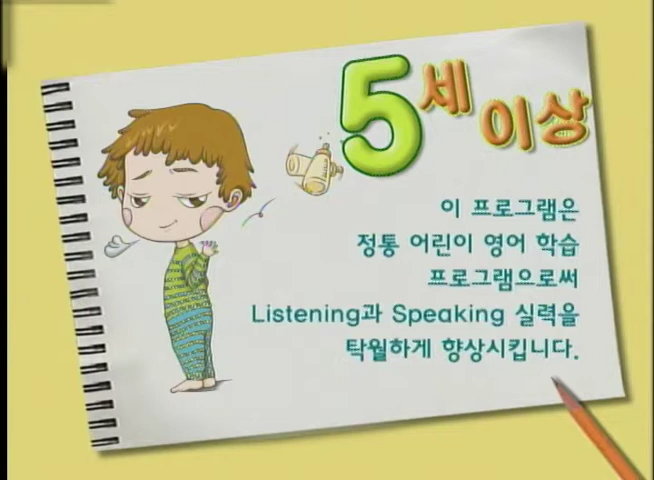 5세 이상
이 프로그램은
정통 어린이 영어 학습
프로그램으로써
Listening과 Speaking 실력을
탁월하게 향상시킵니다.